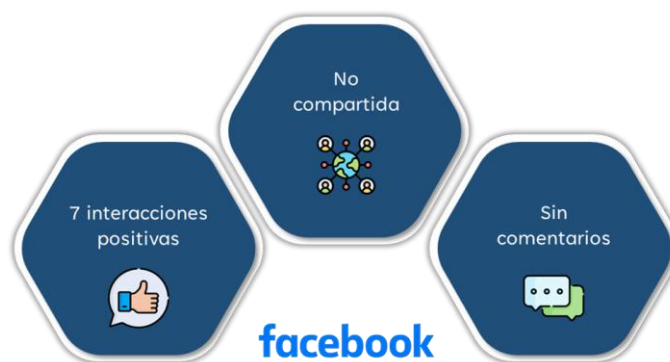 No
compartida
7 interacciones
positivas
Sin
comentarios
facebook